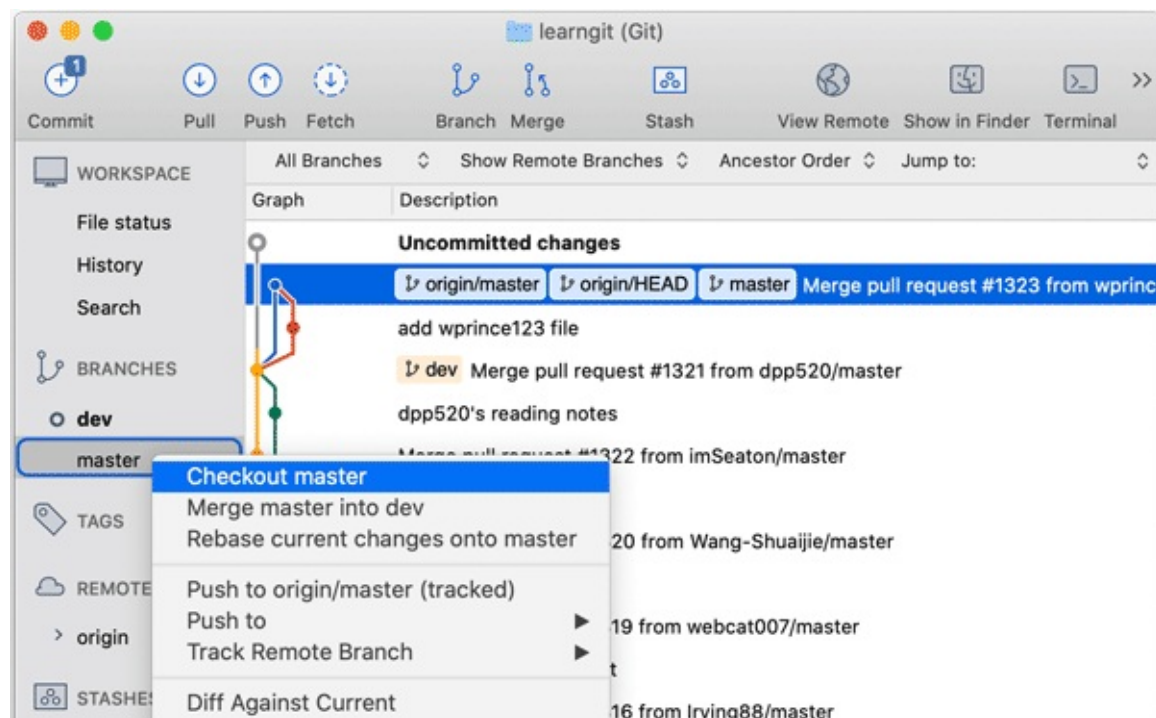 learngit (Git)
1
Commit Pull Push Fetch Branch Merge Stash View Remote Show in Finder Terminal
WORKSPACE
All Branches Show Remote Branches Ancestor Order Jump to:
Graph Description
File status
Uncommitted changes
History
origin/master origin/HEAD master Merge pull request #1323 from wprinc
Search
add wprince123 file
BRANCHES
dev Merge pull request #1321 from dpp520/master
dev
dpp520's reading notes
master
Merge pull request #1322 from imSeaton/master
Checkout master
Merge master into dev
TAGS
Rebase current changes onto master
20 from Wang-Shuaijie/master
REMOTE
Push to origin/master (tracked)
Push to
19 from webcat007/master
origin
Track Remote Branch
t
STASHES
Diff Against Current
16 from Irving88/master